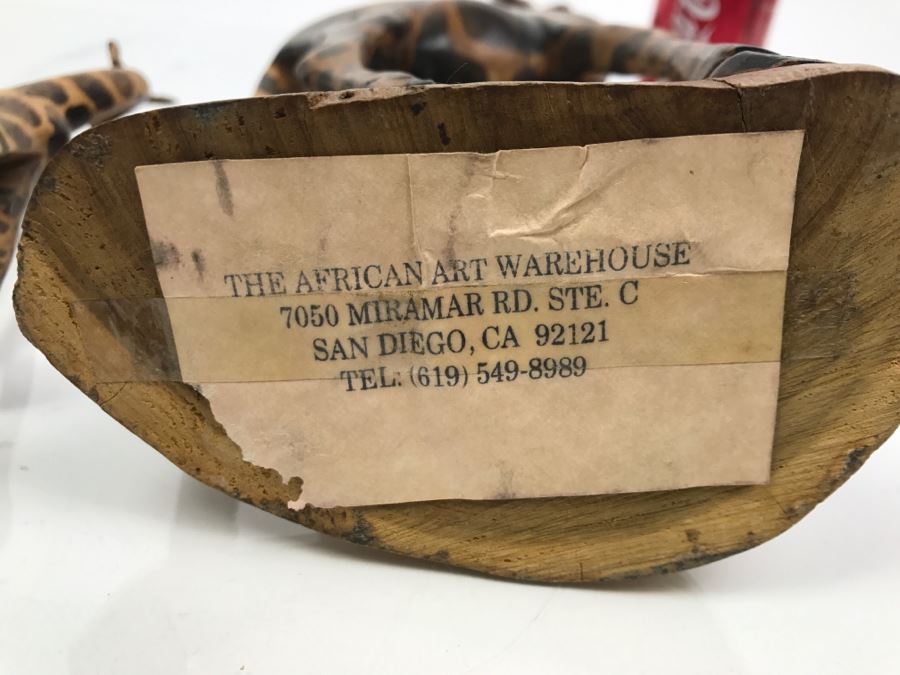 THE AFRICAN ART WAREHOUSE
7050 MIRAMAR RD. STE. C
SAN DIEGO, CA 92121
TEL: (619) 549-8989